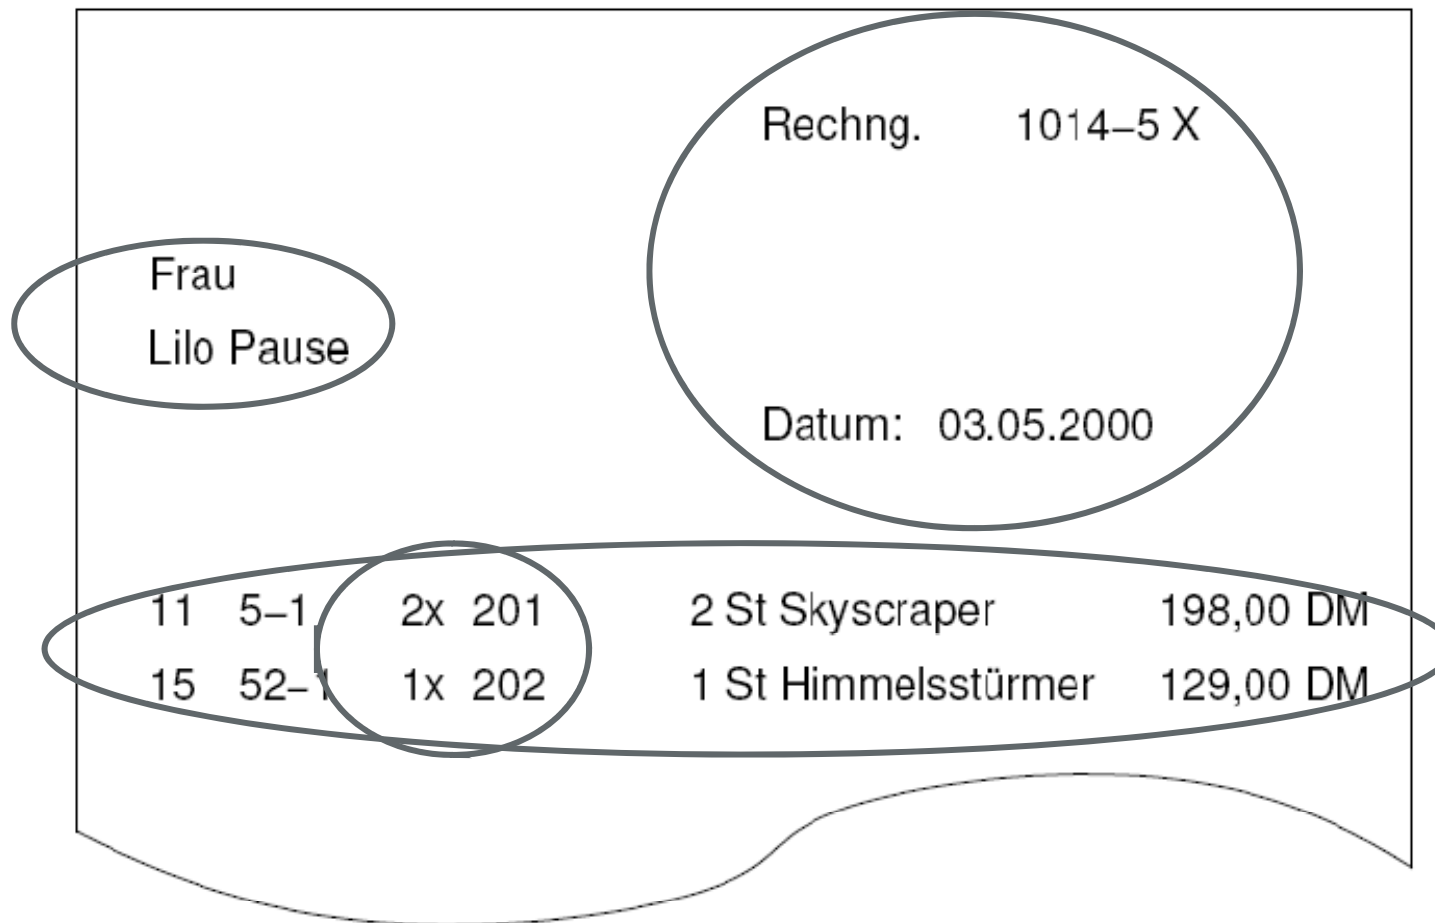 Rechng. 1014–5 X
Frau
Lilo Pause
Datum: 03.05.2000
11 5–1 2x 201 2 St Skyscraper 198,00 DM
15 52–1 1x 202 1 St Himmelsstürmer 129,00 DM